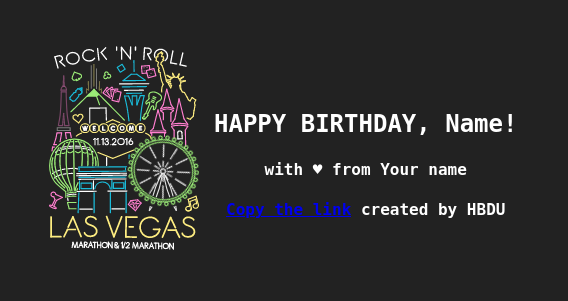 ROCK 'N' ROLL
WELCOME
11.13.2016
LAS VEGAS
MARATHON & 1/2 MARATHON
HAPPY BIRTHDAY, Name!
with ♥ from Your name
Copy the link created by HBDU